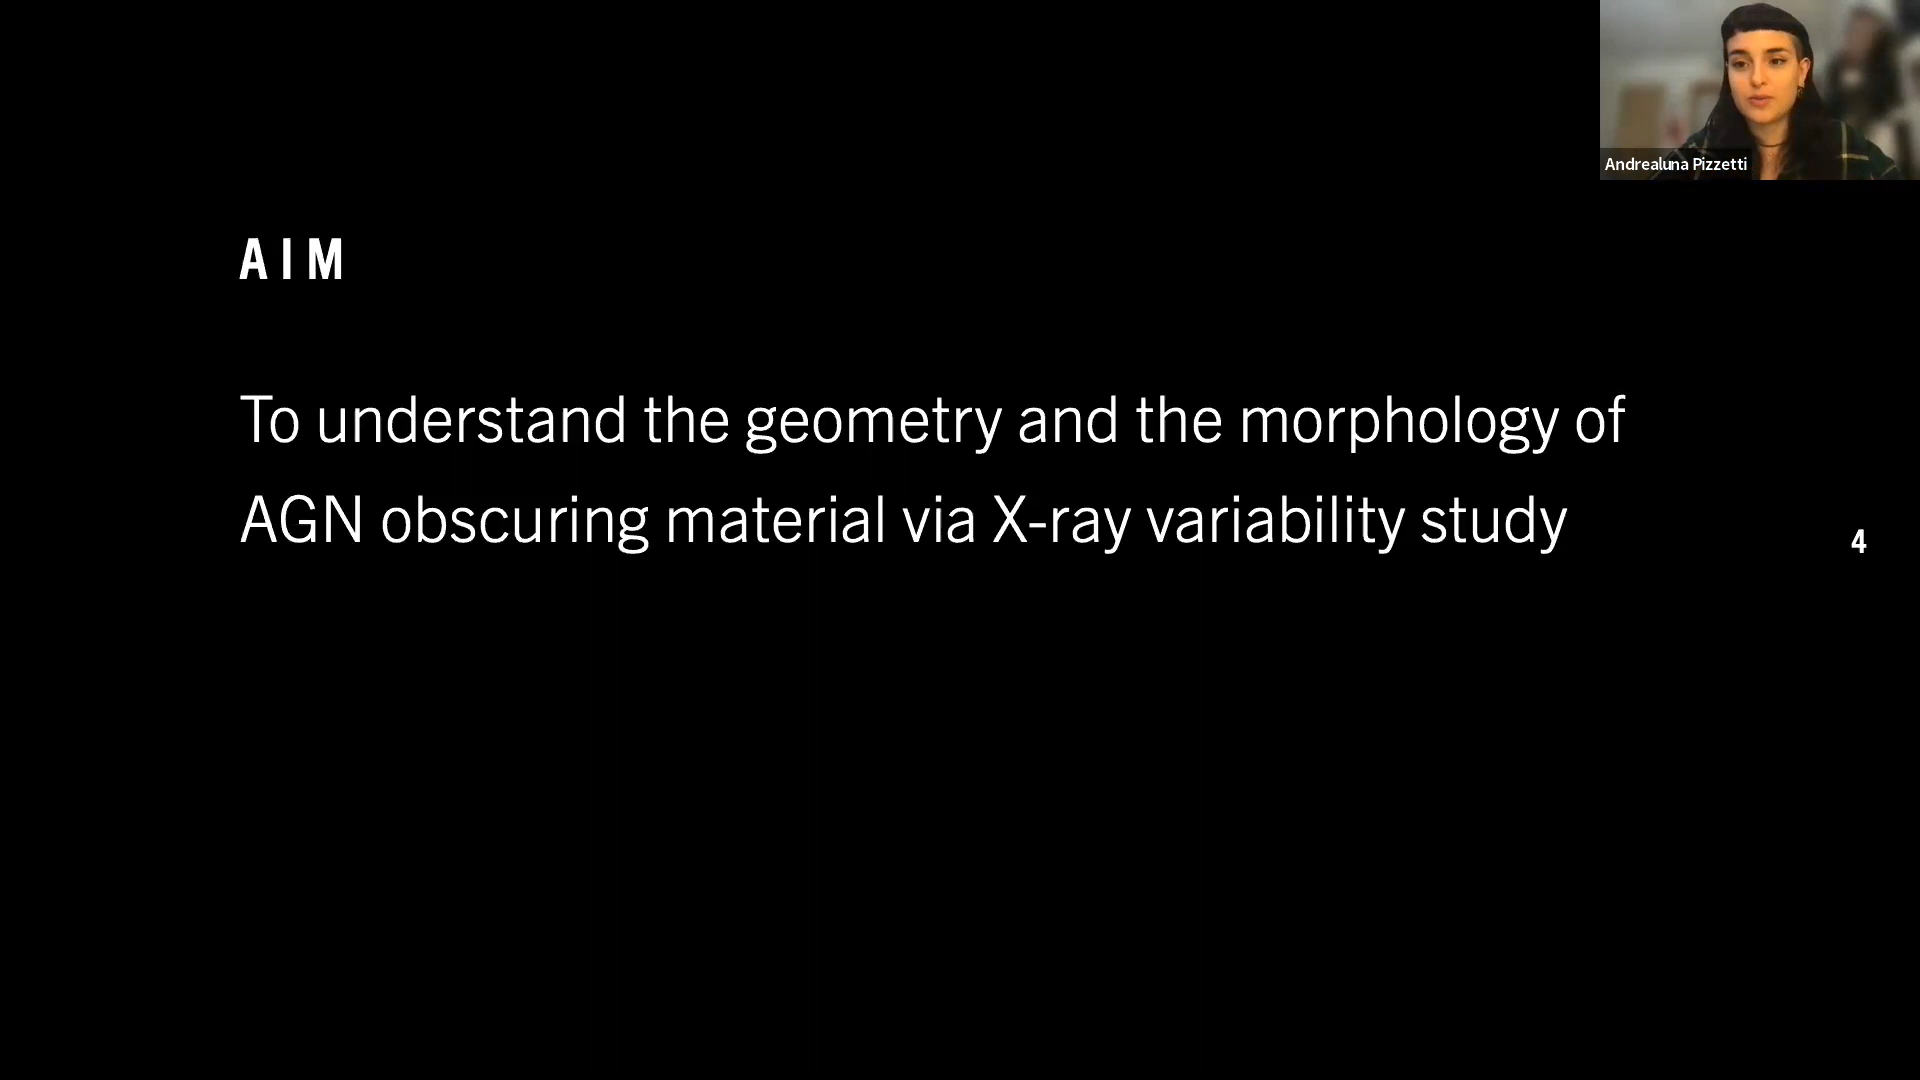 Andrealuna Pizzetti
AIM
To understand the geometry and the morphology of
AGN obscuring material via X-ray variability study
4